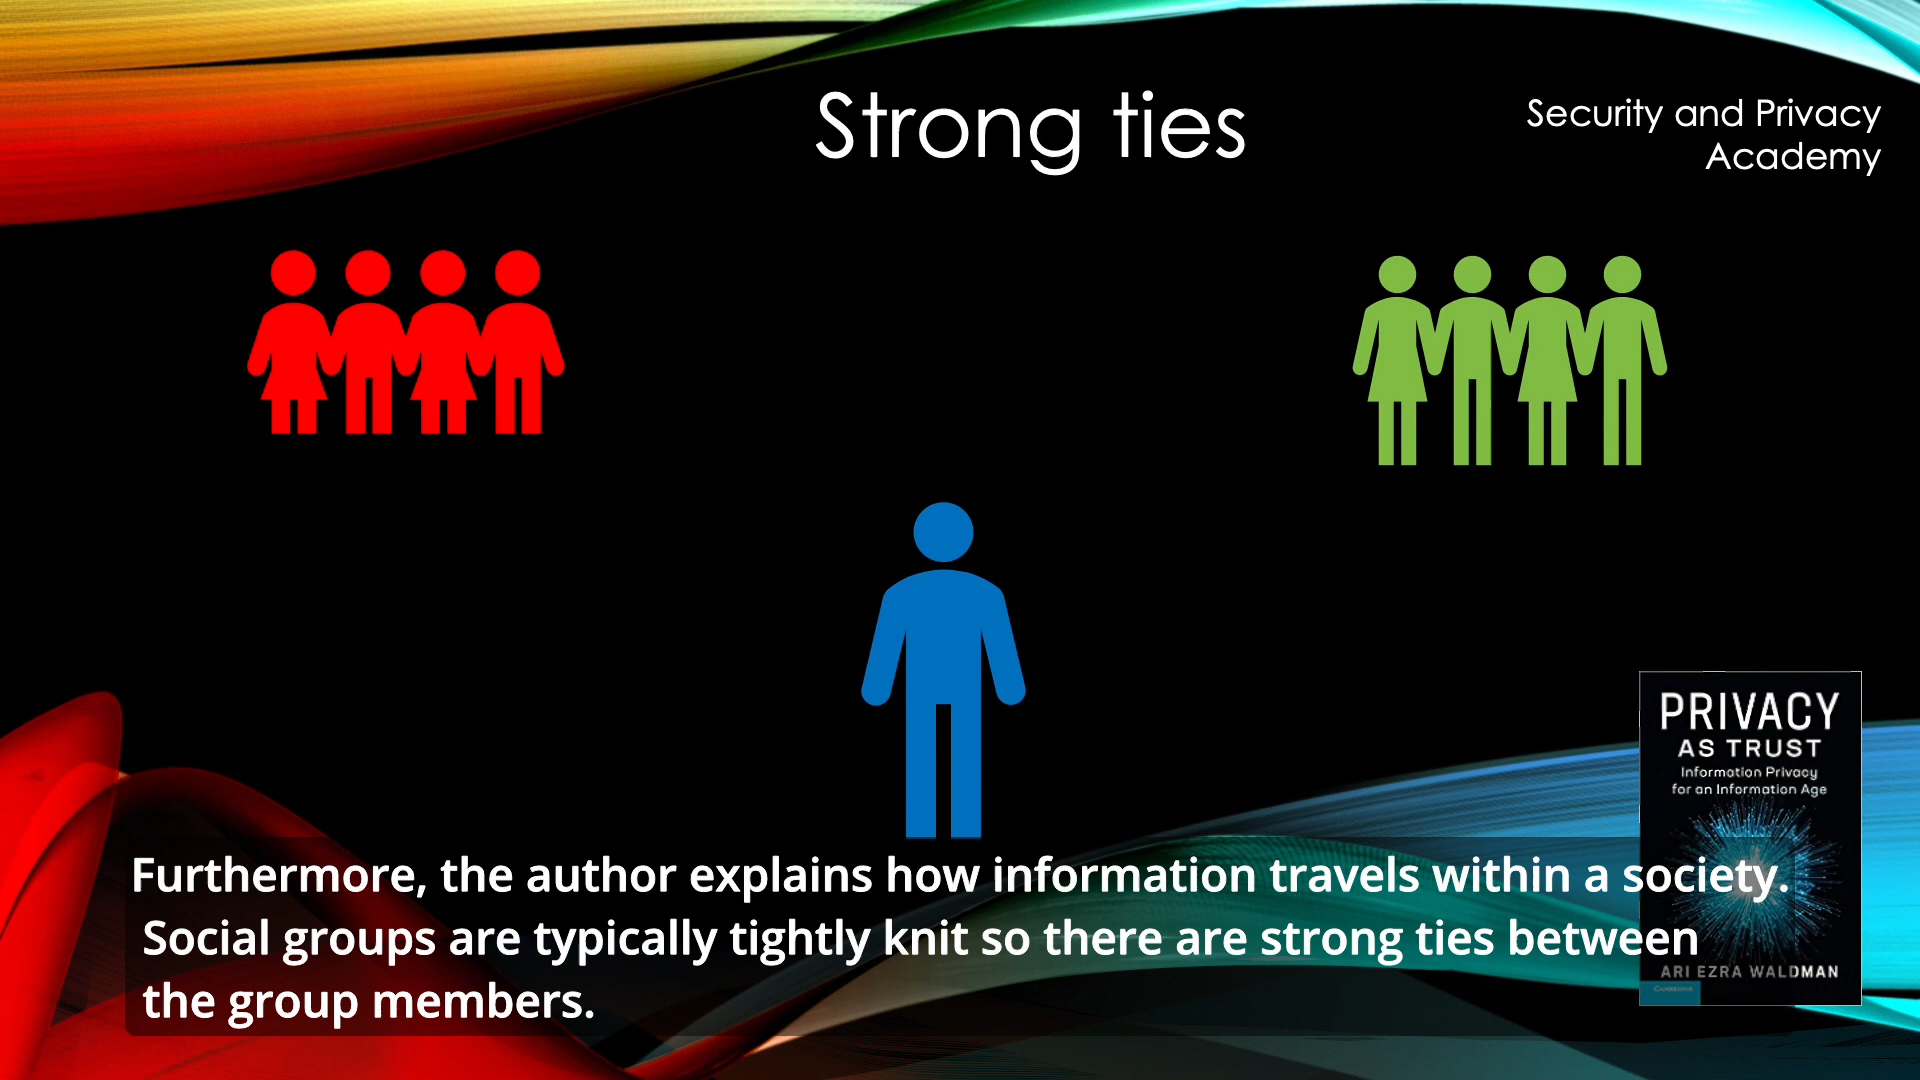 Strong ties
Security and Privacy
Academy
PRIVACY
AS TRUST
Information Privacy
for an Information Age
ARI EZRA WALDMAN
CAMBRIDGE
Furthermore, the author explains how information travels within a society.
Social groups are typically tightly knit so there are strong ties between
the group members.